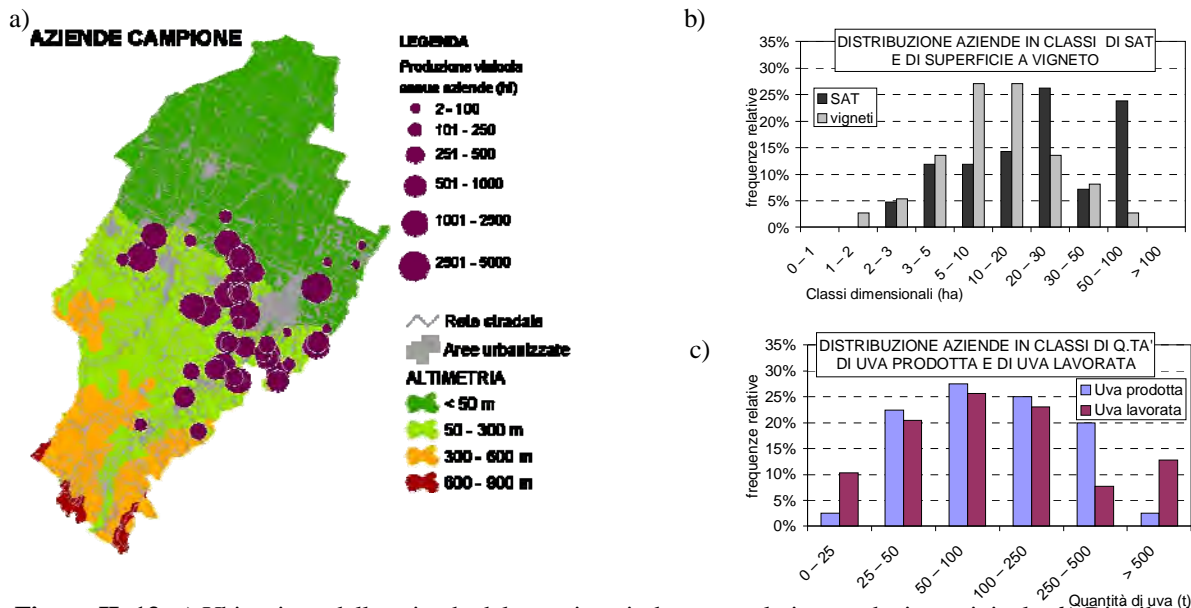 a)
AZIENDE CAMPIONE
LEGENDA
Produzione vinicola
annua aziende (hl)
2 - 100
101 - 250
251 - 500
501 - 1000
1001 - 2500
2501 - 5000
Rete stradale
Aree urbanizzate
ALTIMETRIA
< 50 m
50 - 300 m
300 - 600 m
600 - 900 m
b)
DISTRIBUZIONE AZIENDE IN CLASSI DI SAT
E DI SUPERFICIE A VIGNETO
SAT
vigneti
frequenze relative
35%
30%
25%
20%
15%
10%
5%
0%
0 – 1
1 – 2
2 – 3
3 – 5
5 – 10
10 – 20
20 – 30
30 – 50
50 – 100
> 100
Classi dimensionali (ha)
c)
DISTRIBUZIONE AZIENDE IN CLASSI DI Q.TA'
DI UVA PRODOTTA E DI UVA LAVORATA
Uva prodotta
Uva lavorata
frequenze relative
35%
30%
25%
20%
15%
10%
5%
0%
0 – 25
25 – 50
50 – 100
100 – 250
250 – 500
> 500
Quantità di uva (t)